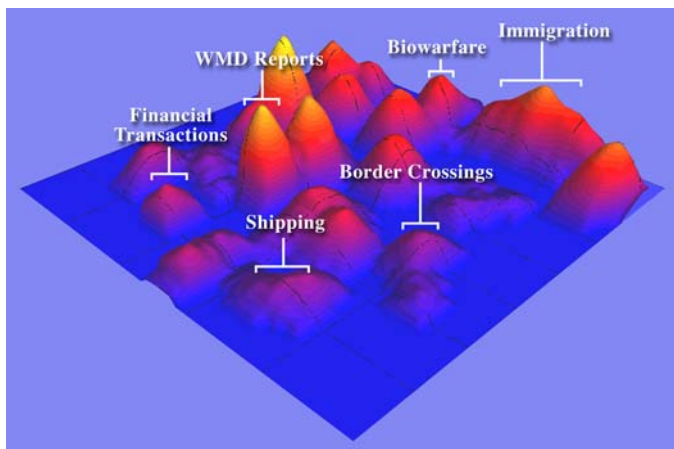 Immigration
Biowarfare
WMD Reports
Financial
Transactions
Border Crossings
Shipping